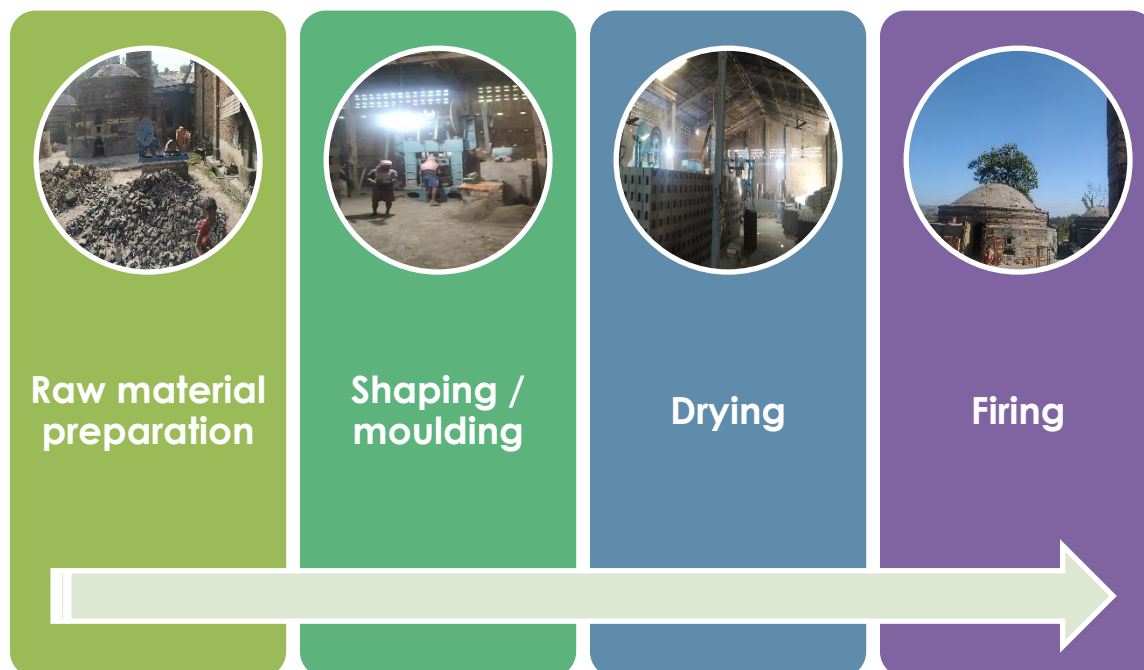 Raw material
preparation
Shaping /
moulding
Drying
Firing